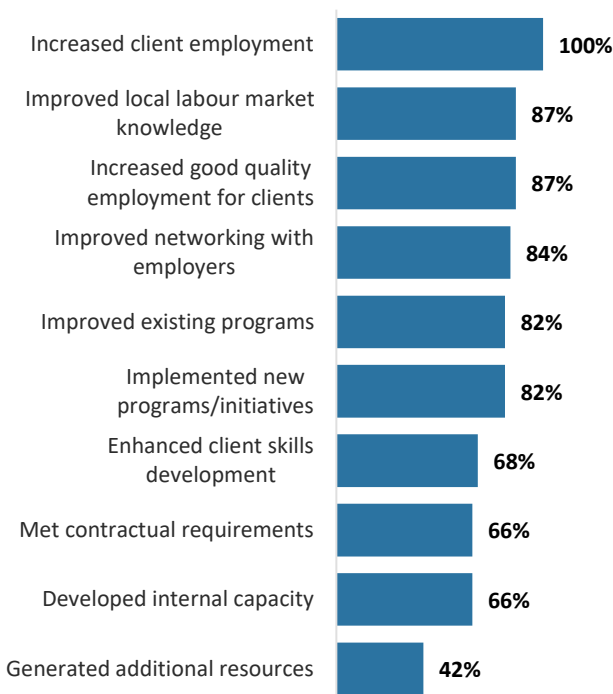 Increased client employment 100%
Improved local labour market
knowledge 87%
Increased good quality
employment for clients 87%
Improved networking with
employers 84%
Improved existing programs 82%
Implemented new
programs/initiatives 82%
Enhanced client skills
development 68%
Met contractual requirements 66%
Developed internal capacity 66%
Generated additional resources 42%